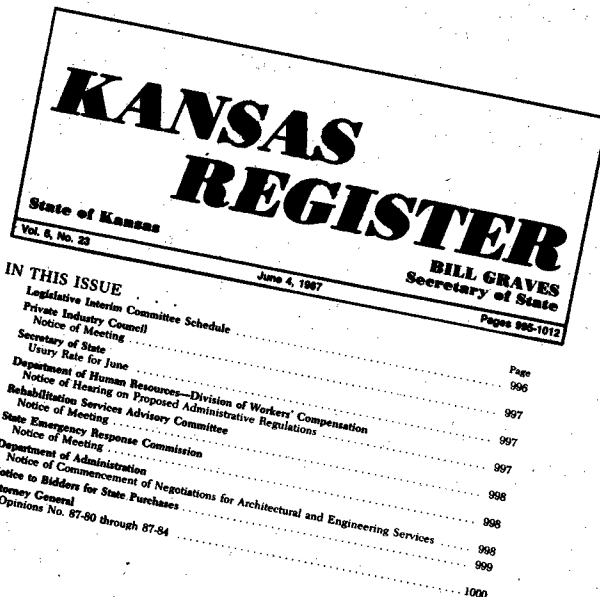 KANSAS
REGISTER
State of Kansas
BILL GRAVES
Secretary of State
Vol. 6, No. 23 June 4, 1987 Pages 995-1012
IN THIS ISSUE Page
Legislative Interim Committee Schedule 996
Private Industry Council
Notice of Meeting 997
Secretary of State
Usury Rate for June 997
Department of Human Resources—Division of Workers' Compensation
Notice of Hearing on Proposed Administrative Regulations 997
Rehabilitation Services Advisory Committee
Notice of Meeting 998
State Emergency Response Commission
Notice of Meeting 998
Department of Administration
Notice of Commencement of Negotiations for Architectural and Engineering Services 998
otice to Bidders for State Purchases 999
torney General
Opinions No. 87-80 through 87-84 1000